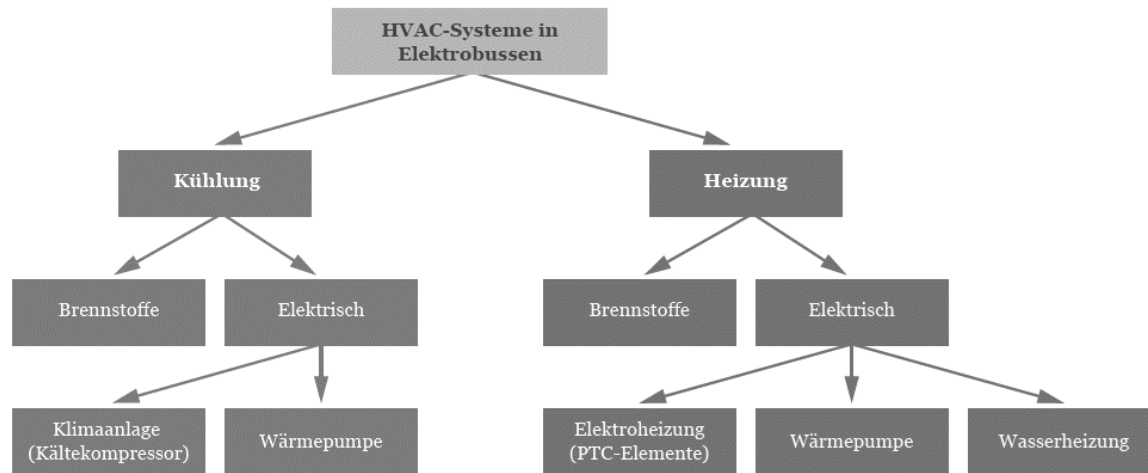 HVAC-Systeme in
Elektrobussen
Kühlung
Heizung
Brennstoffe
Elektrisch
Brennstoffe
Elektrisch
Klimaanlage
(Kältekompressor)
Wärmepumpe
Elektroheizung
(PTC-Elemente)
Wärmepumpe
Wasserheizung